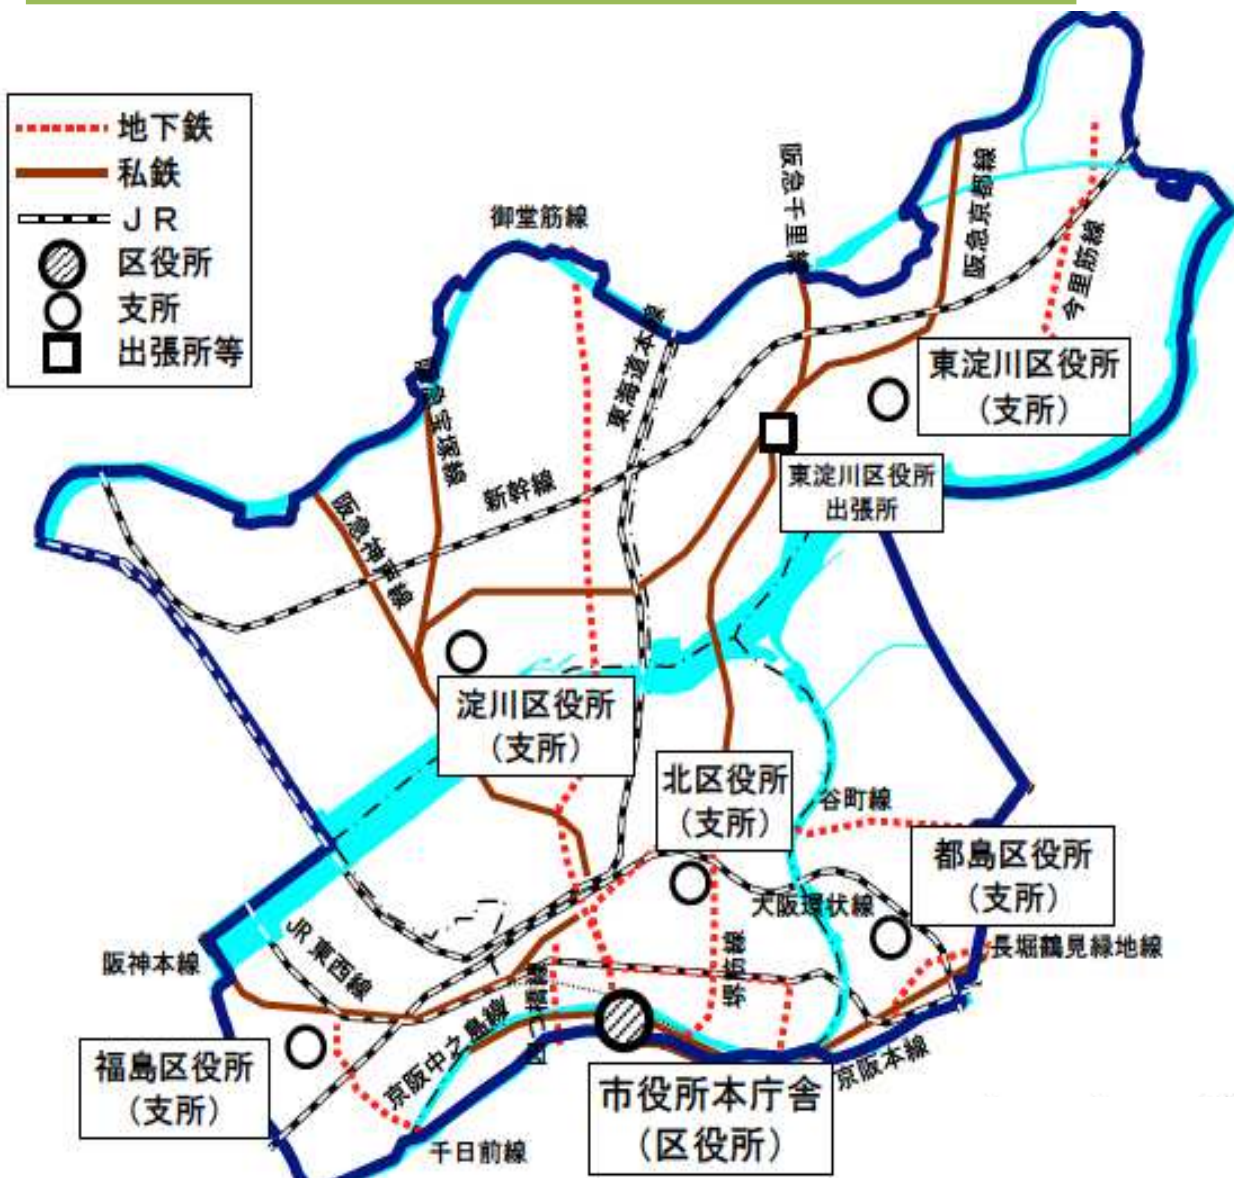 地下鉄
私鉄
JR
区役所
支所
出張所等
御堂筋線
阪急千里線
阪急京都線
今里筋線
東海道本線
阪急宝塚線
新幹線
阪急神戸線
東淀川区役所
(支所)
東淀川区役所
出張所
淀川区役所
(支所)
北区役所
(支所)
谷町線
都島区役所
(支所)
大阪環状線
長堀鶴見緑地線
JR東西線
阪神本線
堺筋線
四つ橋線
京阪中之島線
福島区役所
(支所)
京阪本線
市役所本庁舎
(区役所)
千日前線